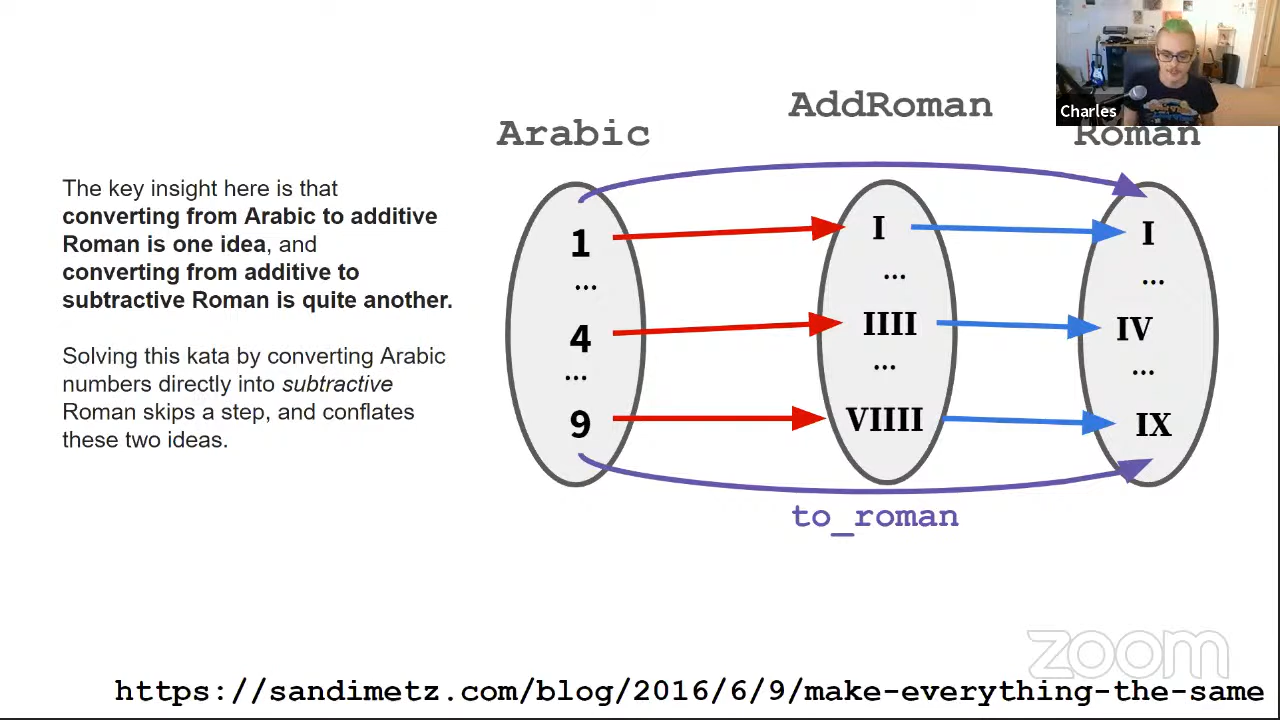 Charles
AddRoman
Arabic
Roman
The key insight here is that
converting from Arabic to additive
Roman is one idea, and
converting from additive to
subtractive Roman is quite another.
Solving this kata by converting Arabic
numbers directly into subtractive
Roman skips a step, and conflates
these two ideas.
1
I
I
...
...
...
4
IIII
IV
...
...
...
9
VIIII
IX
to_roman
zoom
https://sandimetz.com/blog/2016/6/9/make-everything-the-same